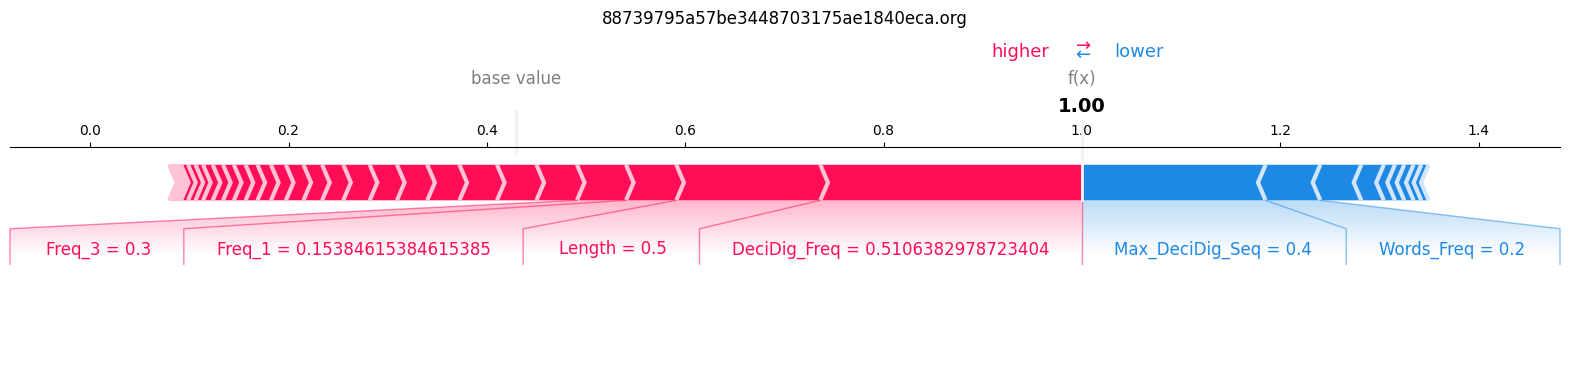 88739795a57be3448703175ae1840eca.org
higher → ← lower
base value f(x)
1.00
0.0 0.2 0.4 0.6 0.8 1.0 1.2 1.4
Freq_3 = 0.3 Freq_1 = 0.15384615384615385 Length = 0.5 DeciDig_Freq = 0.5106382978723404 Max_DeciDig_Seq = 0.4 Words_Freq = 0.2